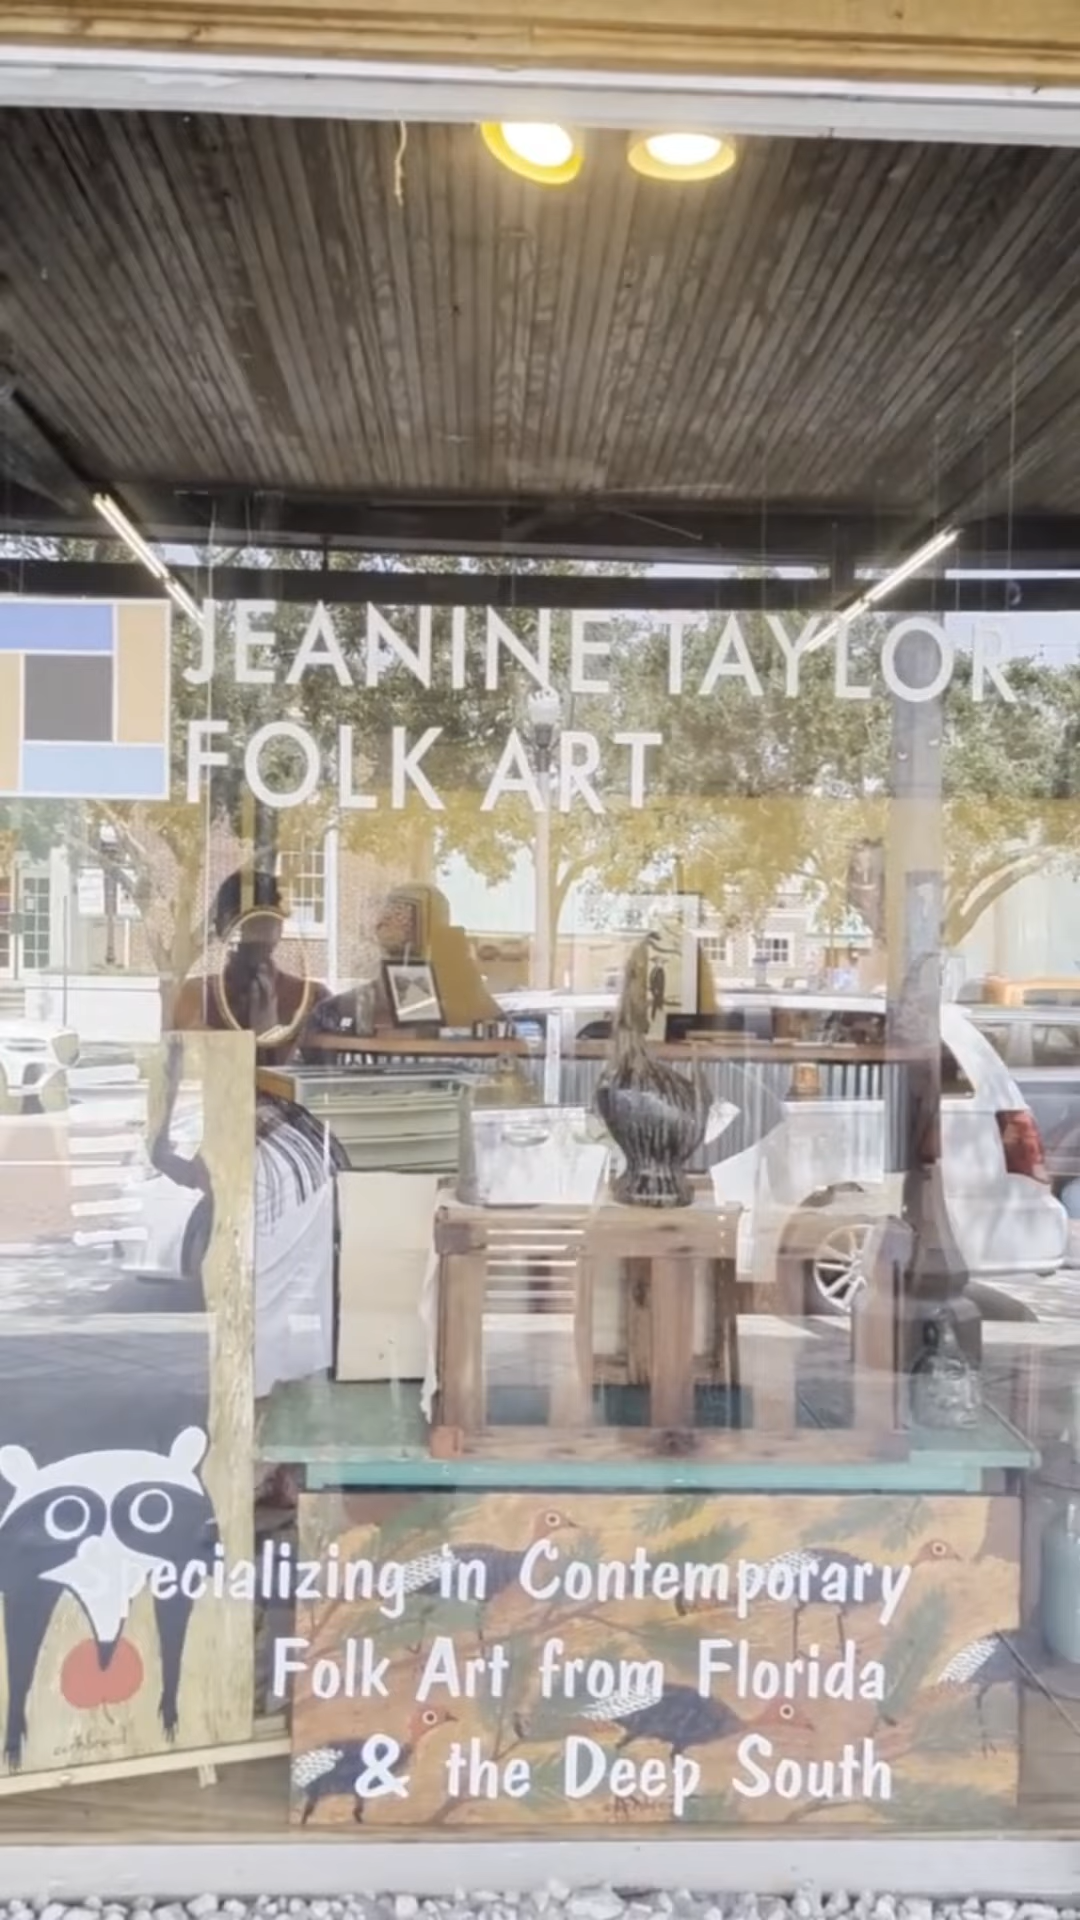 JEANINE TAYLOR
FOLK ART
Specializing in Contemporary
Folk Art from Florida
& the Deep South